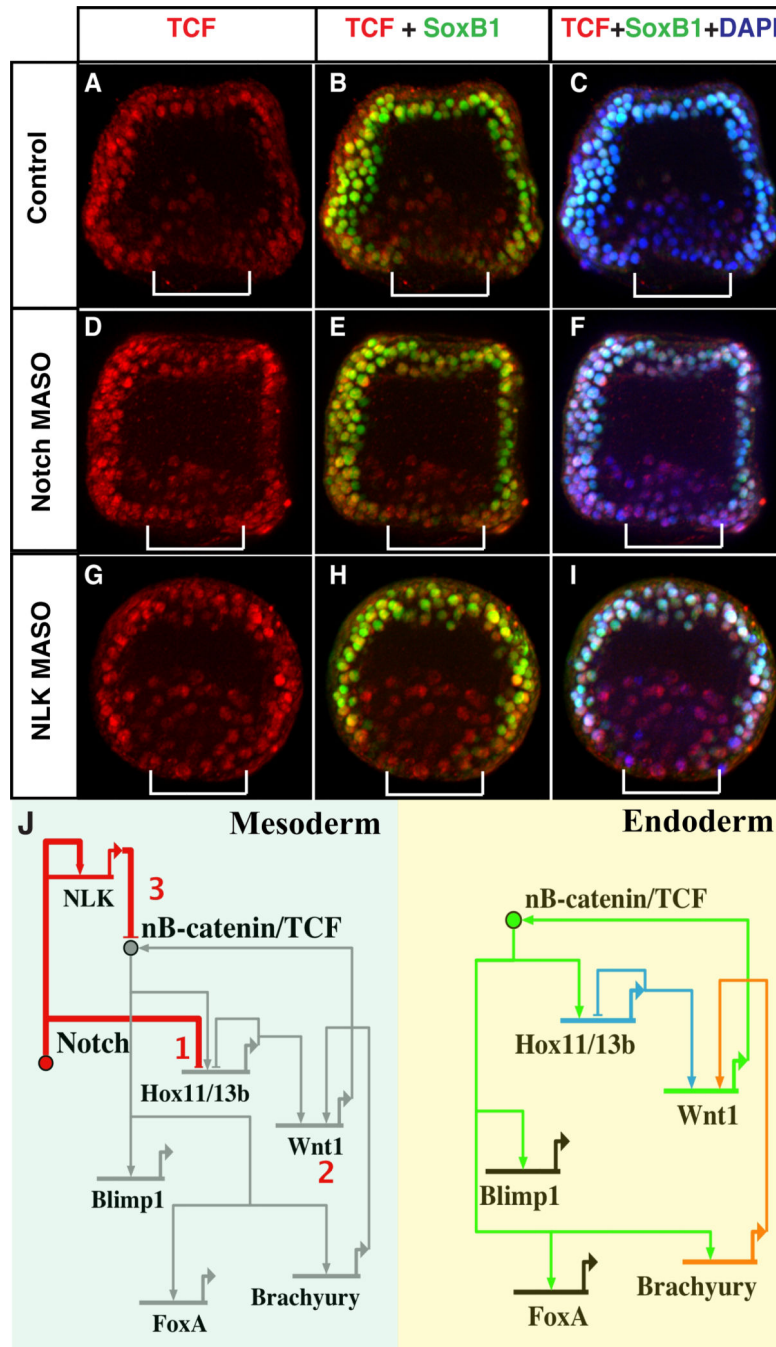 TCF
TCF + SoxB1
TCF+SoxB1+DAPI
Control
A
B
C
Notch MASO
D
E
F
NLK MASO
G
H
I
J
Mesoderm
NLK
3
nB-catenin/TCF
Notch
1
Hox11/13b
Wnt1
2
Blimp1
Brachyury
FoxA
Endoderm
nB-catenin/TCF
Hox11/13b
Wnt1
Blimp1
Brachyury
FoxA